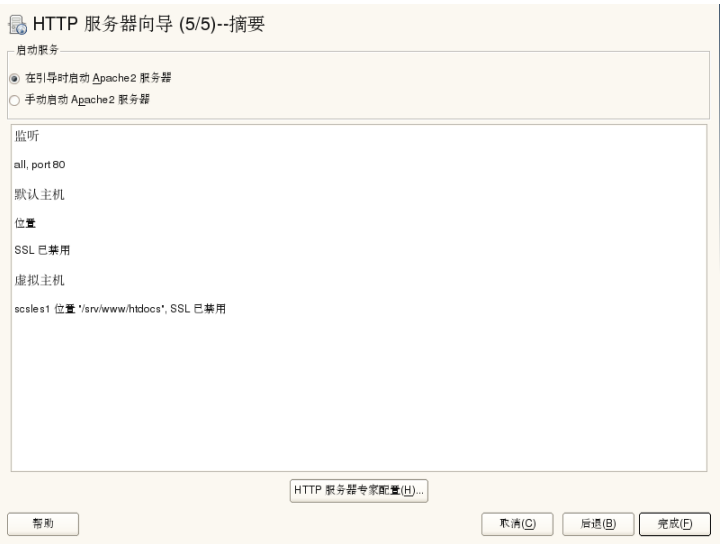 HTTP 服务器向导 (5/5)--摘要
启动服务
在引导时启动 Apache2 服务器
手动启动 Apache2 服务器
监听
all, port 80
默认主机
位置
SSL 已禁用
虚拟主机
scsles1 位置 "/srv/www/htdocs", SSL 已禁用
HTTP 服务器专家配置(H)...
帮助
取消(C)
后退(B)
完成(F)